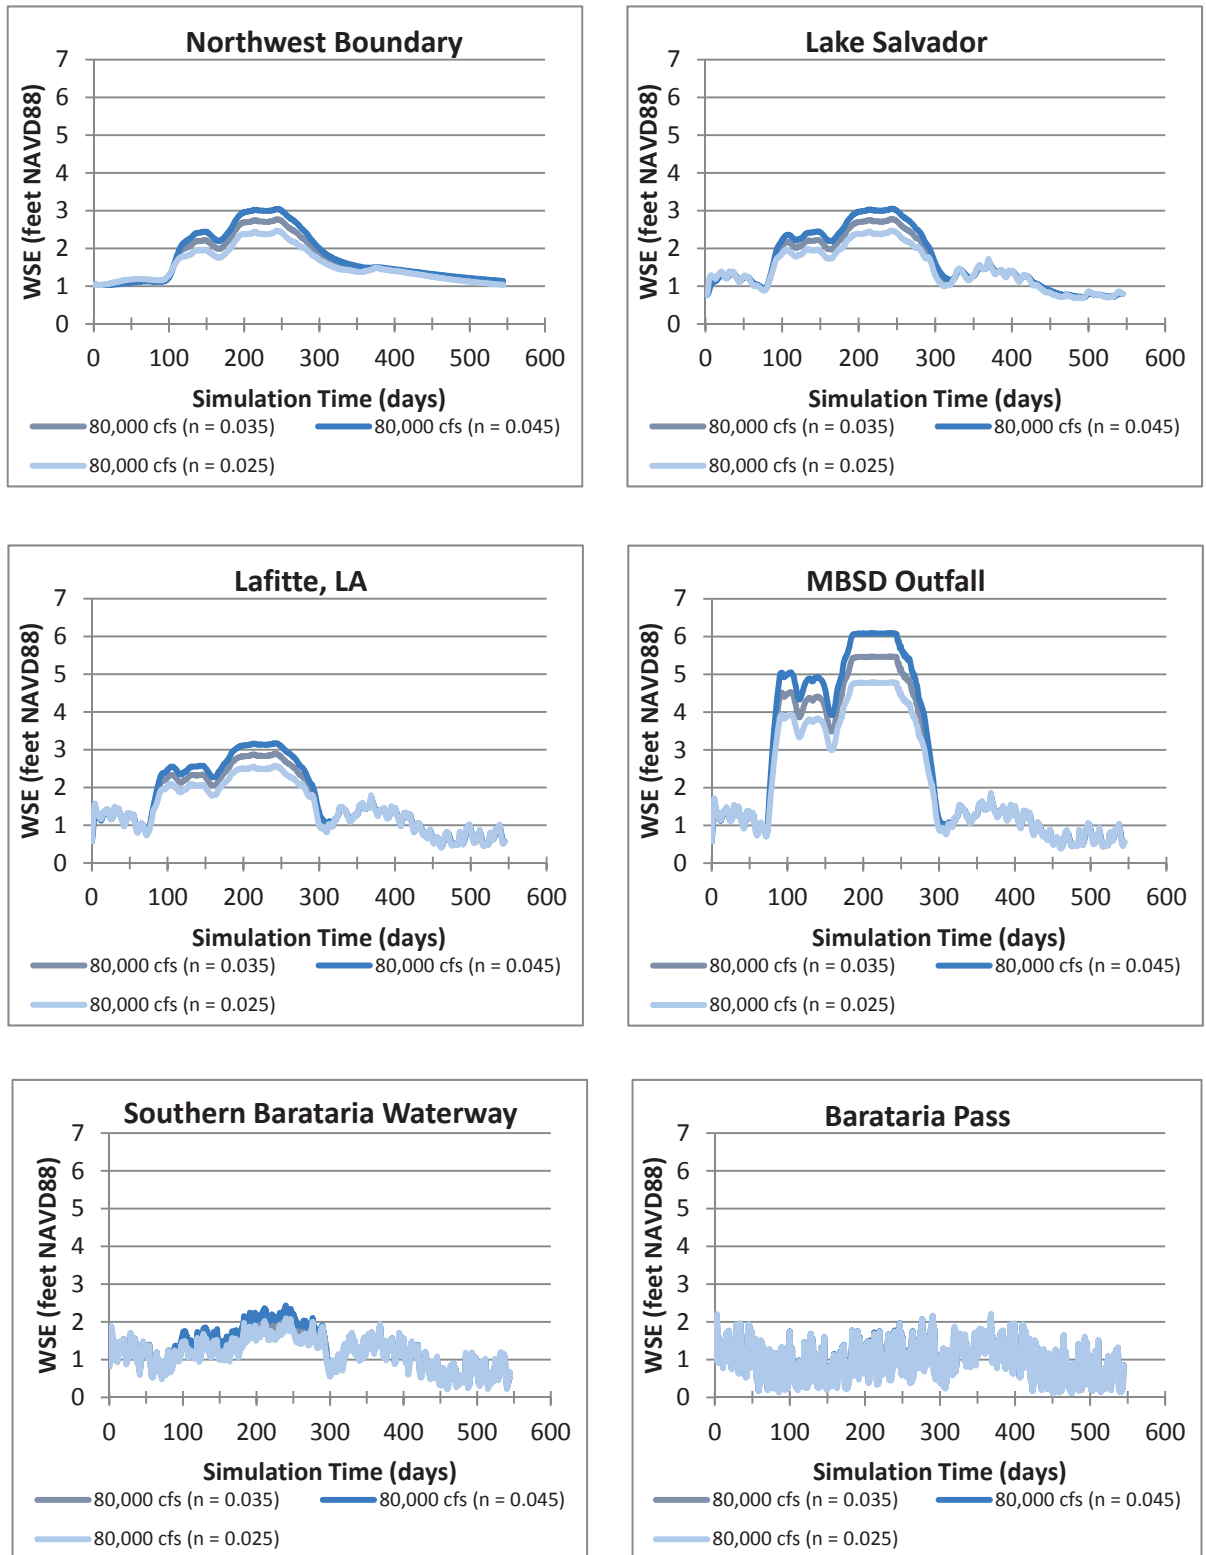 Northwest Boundary
WSE (feet NAVD88)
7
6
5
4
3
2
1
0
0 100 200 300 400 500 600
Simulation Time (days)
80,000 cfs (n = 0.035) 80,000 cfs (n = 0.045)
80,000 cfs (n = 0.025)
Lake Salvador
WSE (feet NAVD88)
7
6
5
4
3
2
1
0
0 100 200 300 400 500 600
Simulation Time (days)
80,000 cfs (n = 0.035) 80,000 cfs (n = 0.045)
80,000 cfs (n = 0.025)
Lafitte, LA
WSE (feet NAVD88)
7
6
5
4
3
2
1
0
0 100 200 300 400 500 600
Simulation Time (days)
80,000 cfs (n = 0.035) 80,000 cfs (n = 0.045)
80,000 cfs (n = 0.025)
MBSD Outfall
WSE (feet NAVD88)
7
6
5
4
3
2
1
0
0 100 200 300 400 500 600
Simulation Time (days)
80,000 cfs (n = 0.035) 80,000 cfs (n = 0.045)
80,000 cfs (n = 0.025)
Southern Barataria Waterway
WSE (feet NAVD88)
7
6
5
4
3
2
1
0
0 100 200 300 400 500 600
Simulation Time (days)
80,000 cfs (n = 0.035) 80,000 cfs (n = 0.045)
80,000 cfs (n = 0.025)
Barataria Pass
WSE (feet NAVD88)
7
6
5
4
3
2
1
0
0 100 200 300 400 500 600
Simulation Time (days)
80,000 cfs (n = 0.035) 80,000 cfs (n = 0.045)
80,000 cfs (n = 0.025)